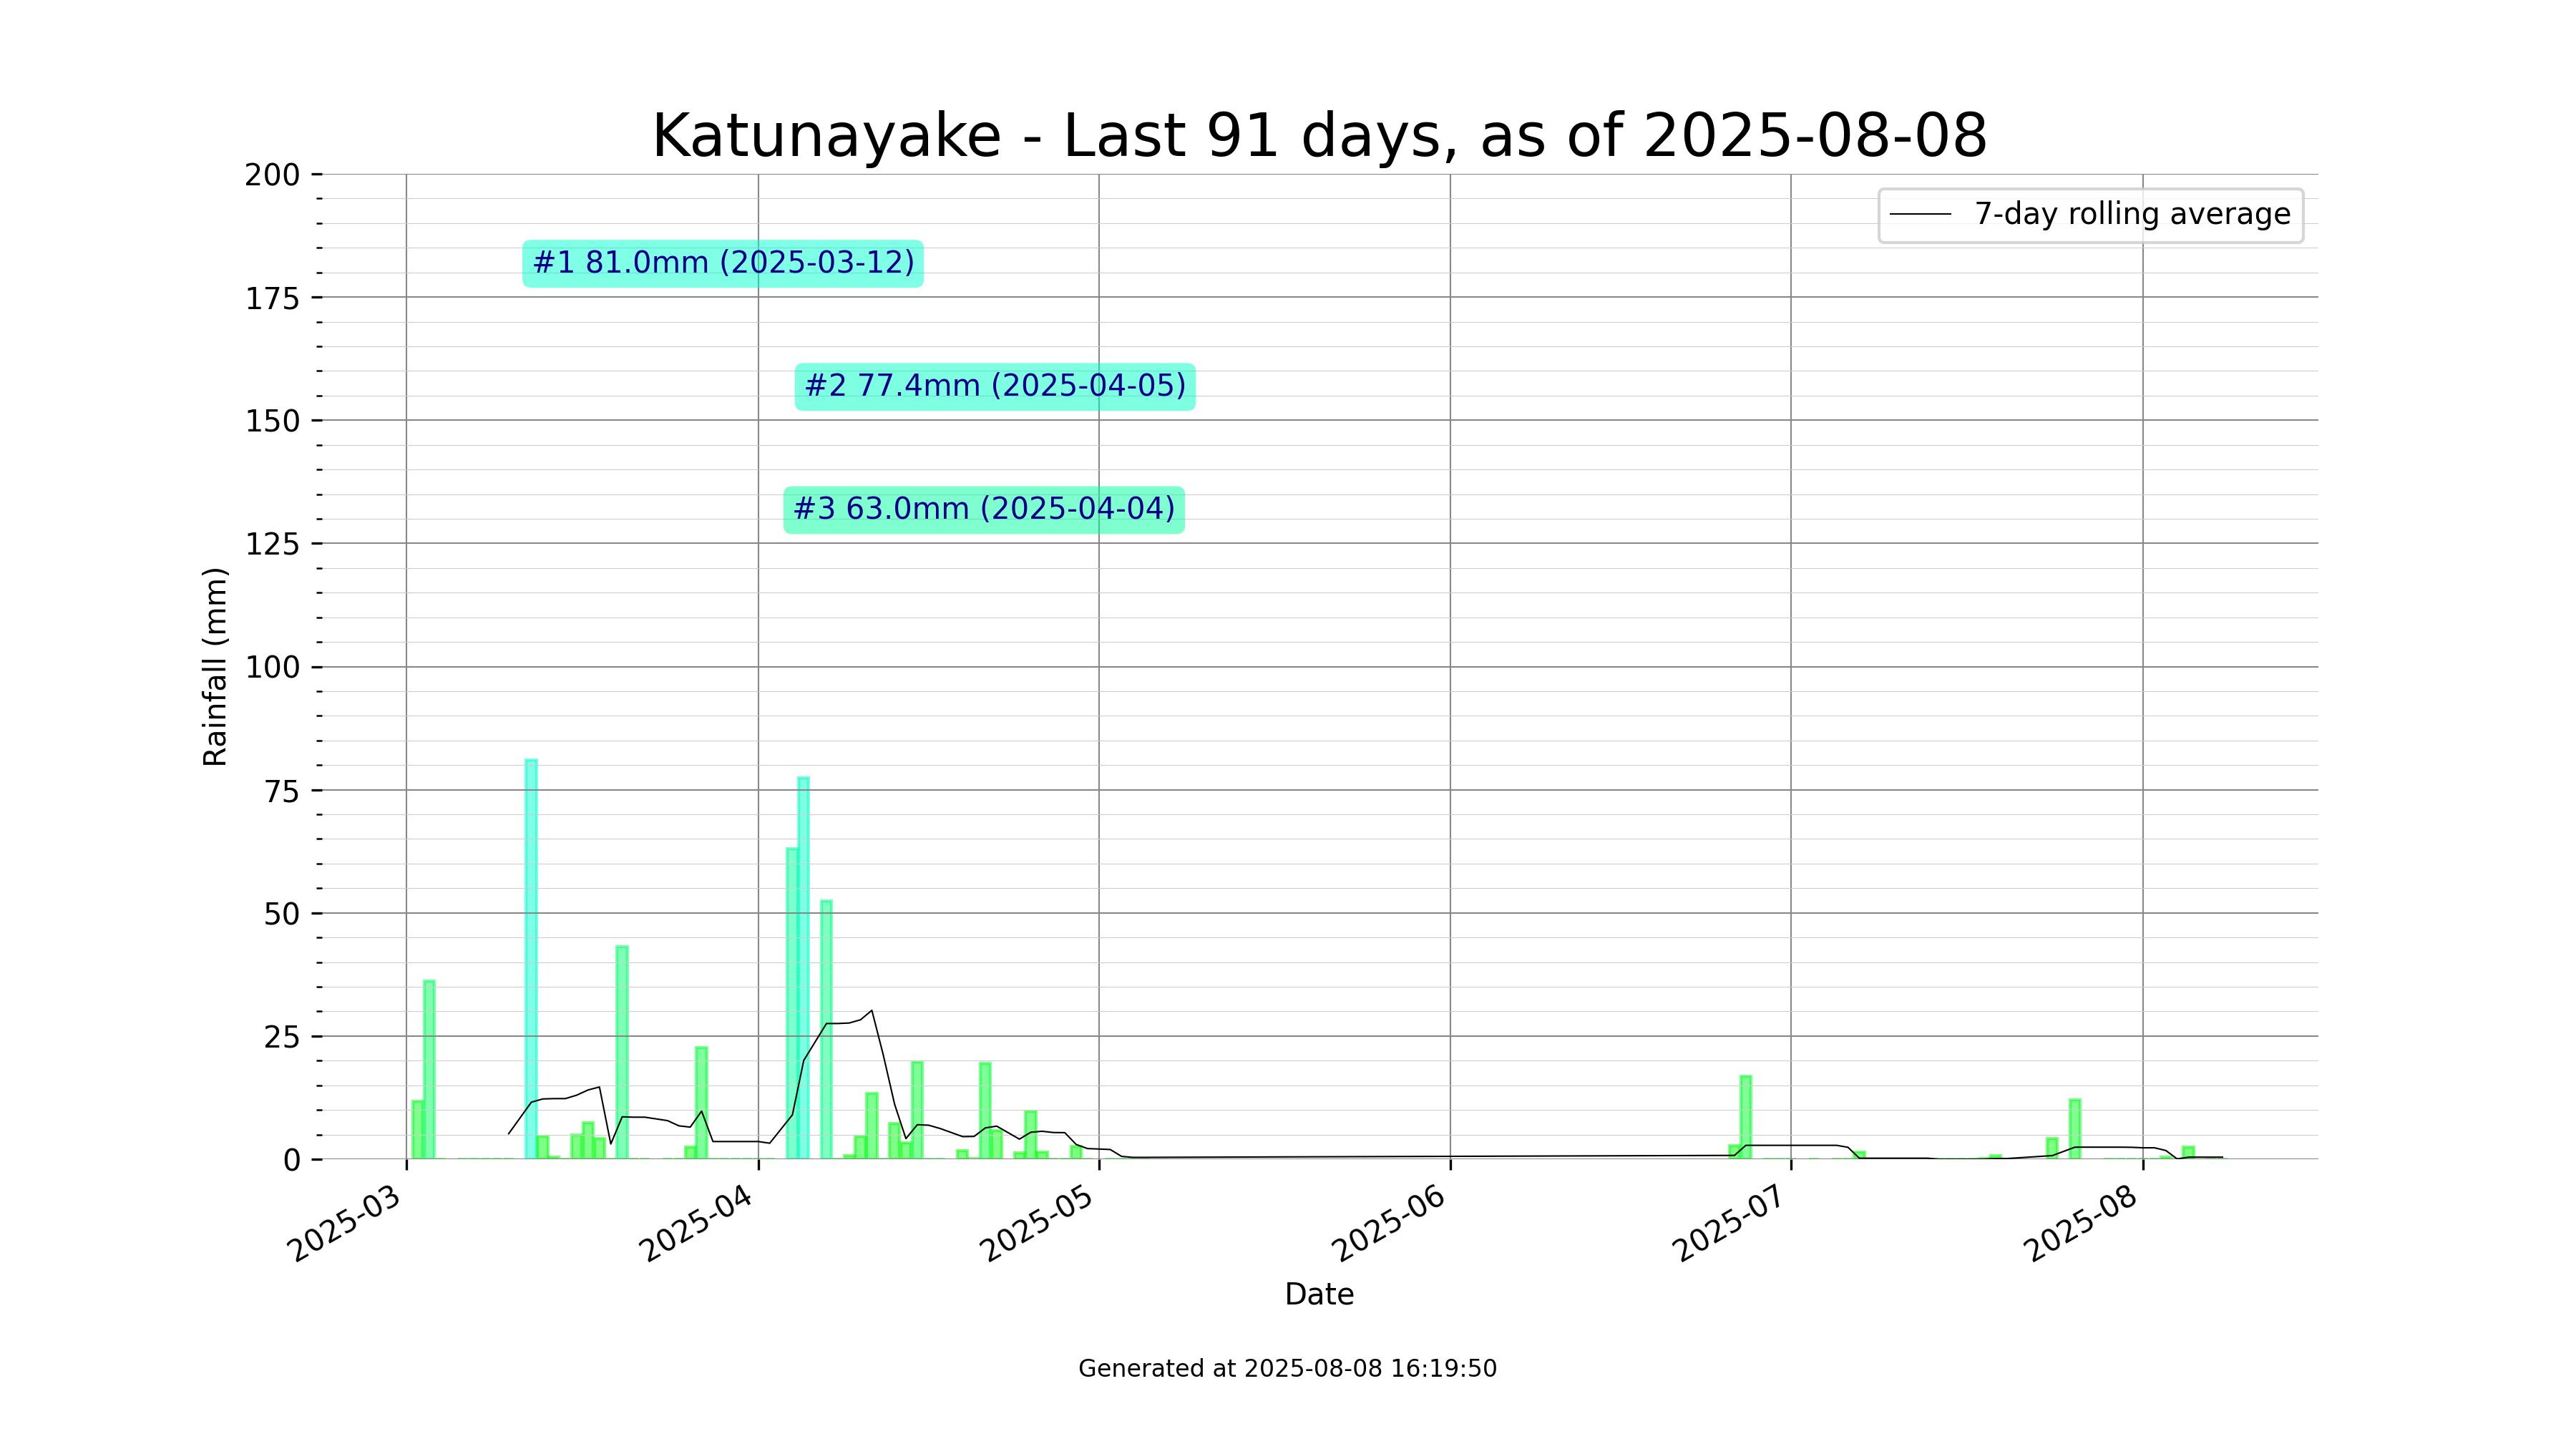 Katunayake - Last 91 days, as of 2025-08-08
7-day rolling average
#1 81.0mm (2025-03-12)
#2 77.4mm (2025-04-05)
#3 63.0mm (2025-04-04)
Rainfall (mm)
200
175
150
125
100
75
50
25
0
2025-03
2025-04
2025-05
2025-06
2025-07
2025-08
Date
Generated at 2025-08-08 16:19:50